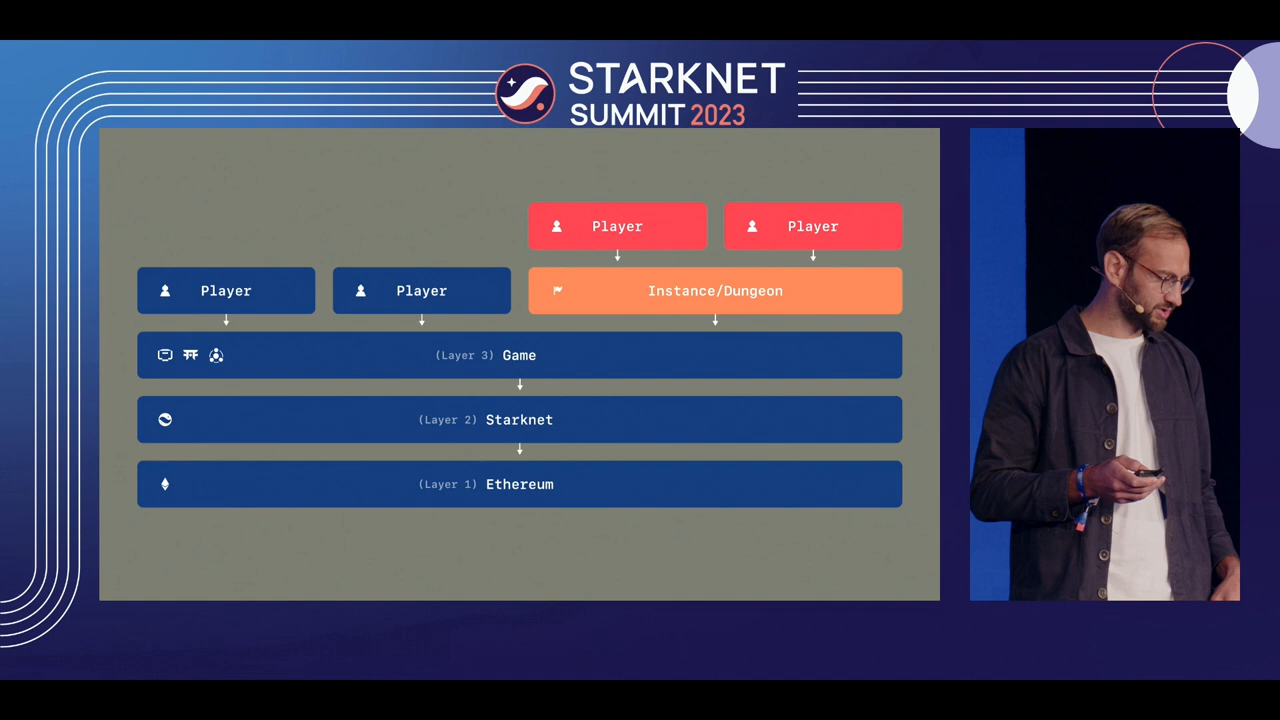 STARKNET
SUMMIT 2023
Player Player
Player Player Instance/Dungeon
(Layer 3) Game
(Layer 2) Starknet
(Layer 1) Ethereum